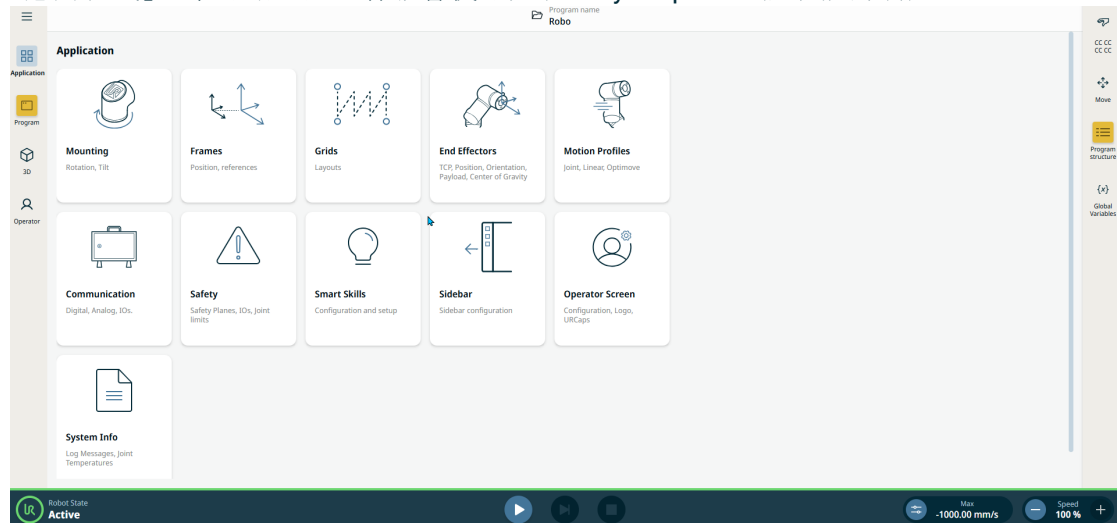 Program name
Robo
Application
Program
3D
Operator
Application
Mounting
Rotation, Tilt
Frames
Position, references
Grids
Layouts
End Effectors
TCP, Position, Orientation,
Payload, Center of Gravity
Motion Profiles
Joint, Linear, Optimove
Communication
Digital, Analog, IOs.
Safety
Safety Planes, IOs, Joint
limits
Smart Skills
Configuration and setup
Sidebar
Sidebar configuration
Operator Screen
Configuration, Logo,
URCaps
System Info
Log Messages, Joint
Temperatures
CC CC
CC CC
Move
Program
structure
{x}
Global
Variables
UR
Robot State
Active
Max
-1000.00 mm/s
Speed
100 %